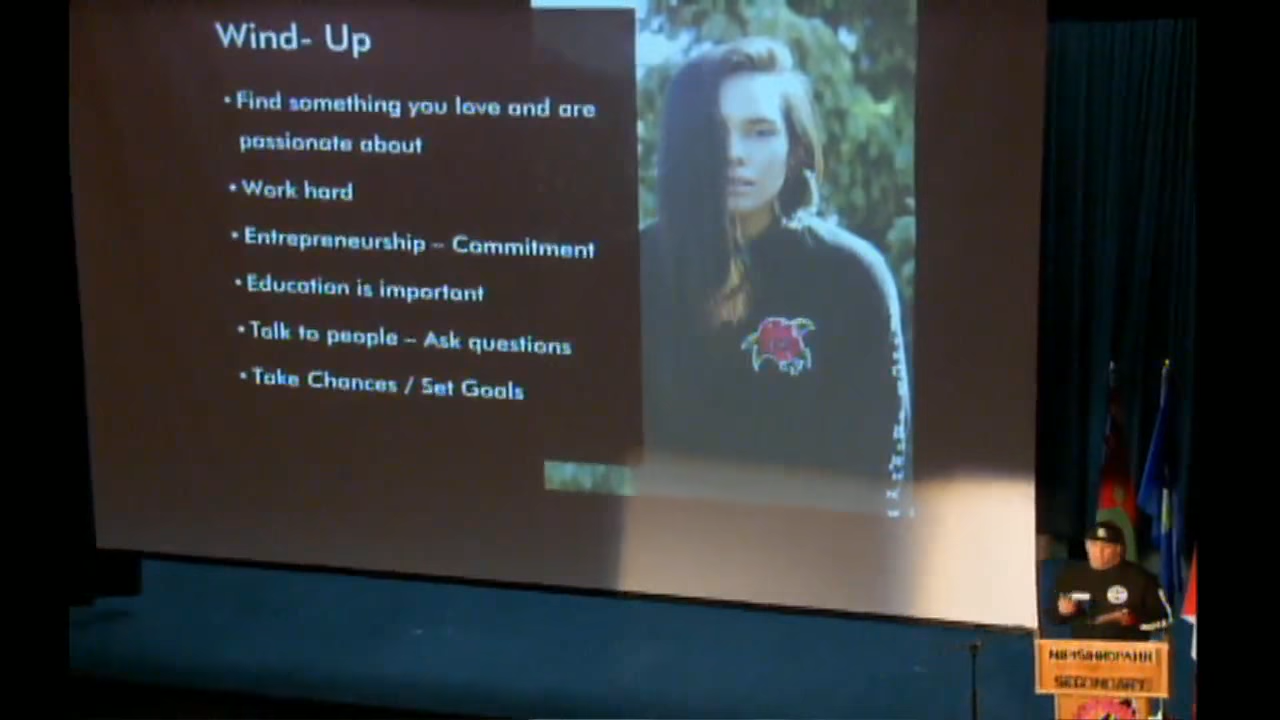 Wind- Up
• Find something you love and are
passionate about
• Work hard
• Entrepreneurship – Commitment
• Education is important
• Talk to people – Ask questions
• Take Chances / Set Goals
SECONDARY